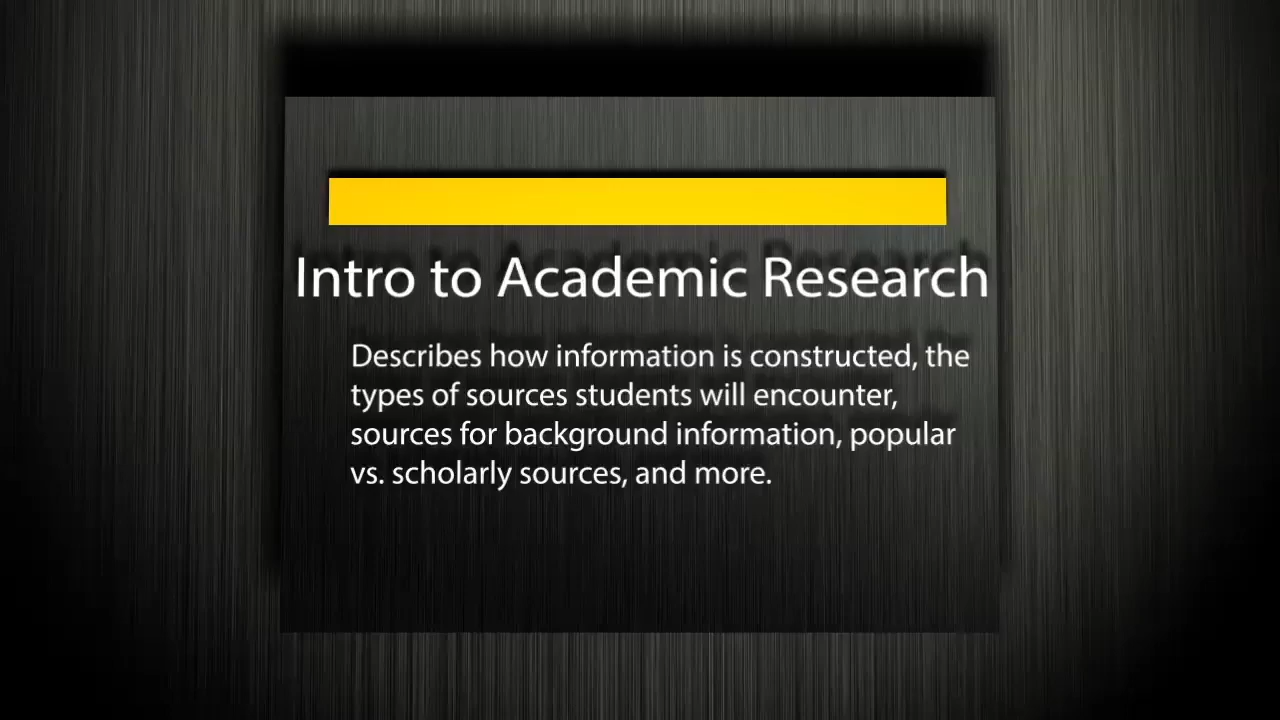 Intro to Academic Research
Describes how information is constructed, the
types of sources students will encounter,
sources for background information, popular
vs. scholarly sources, and more.